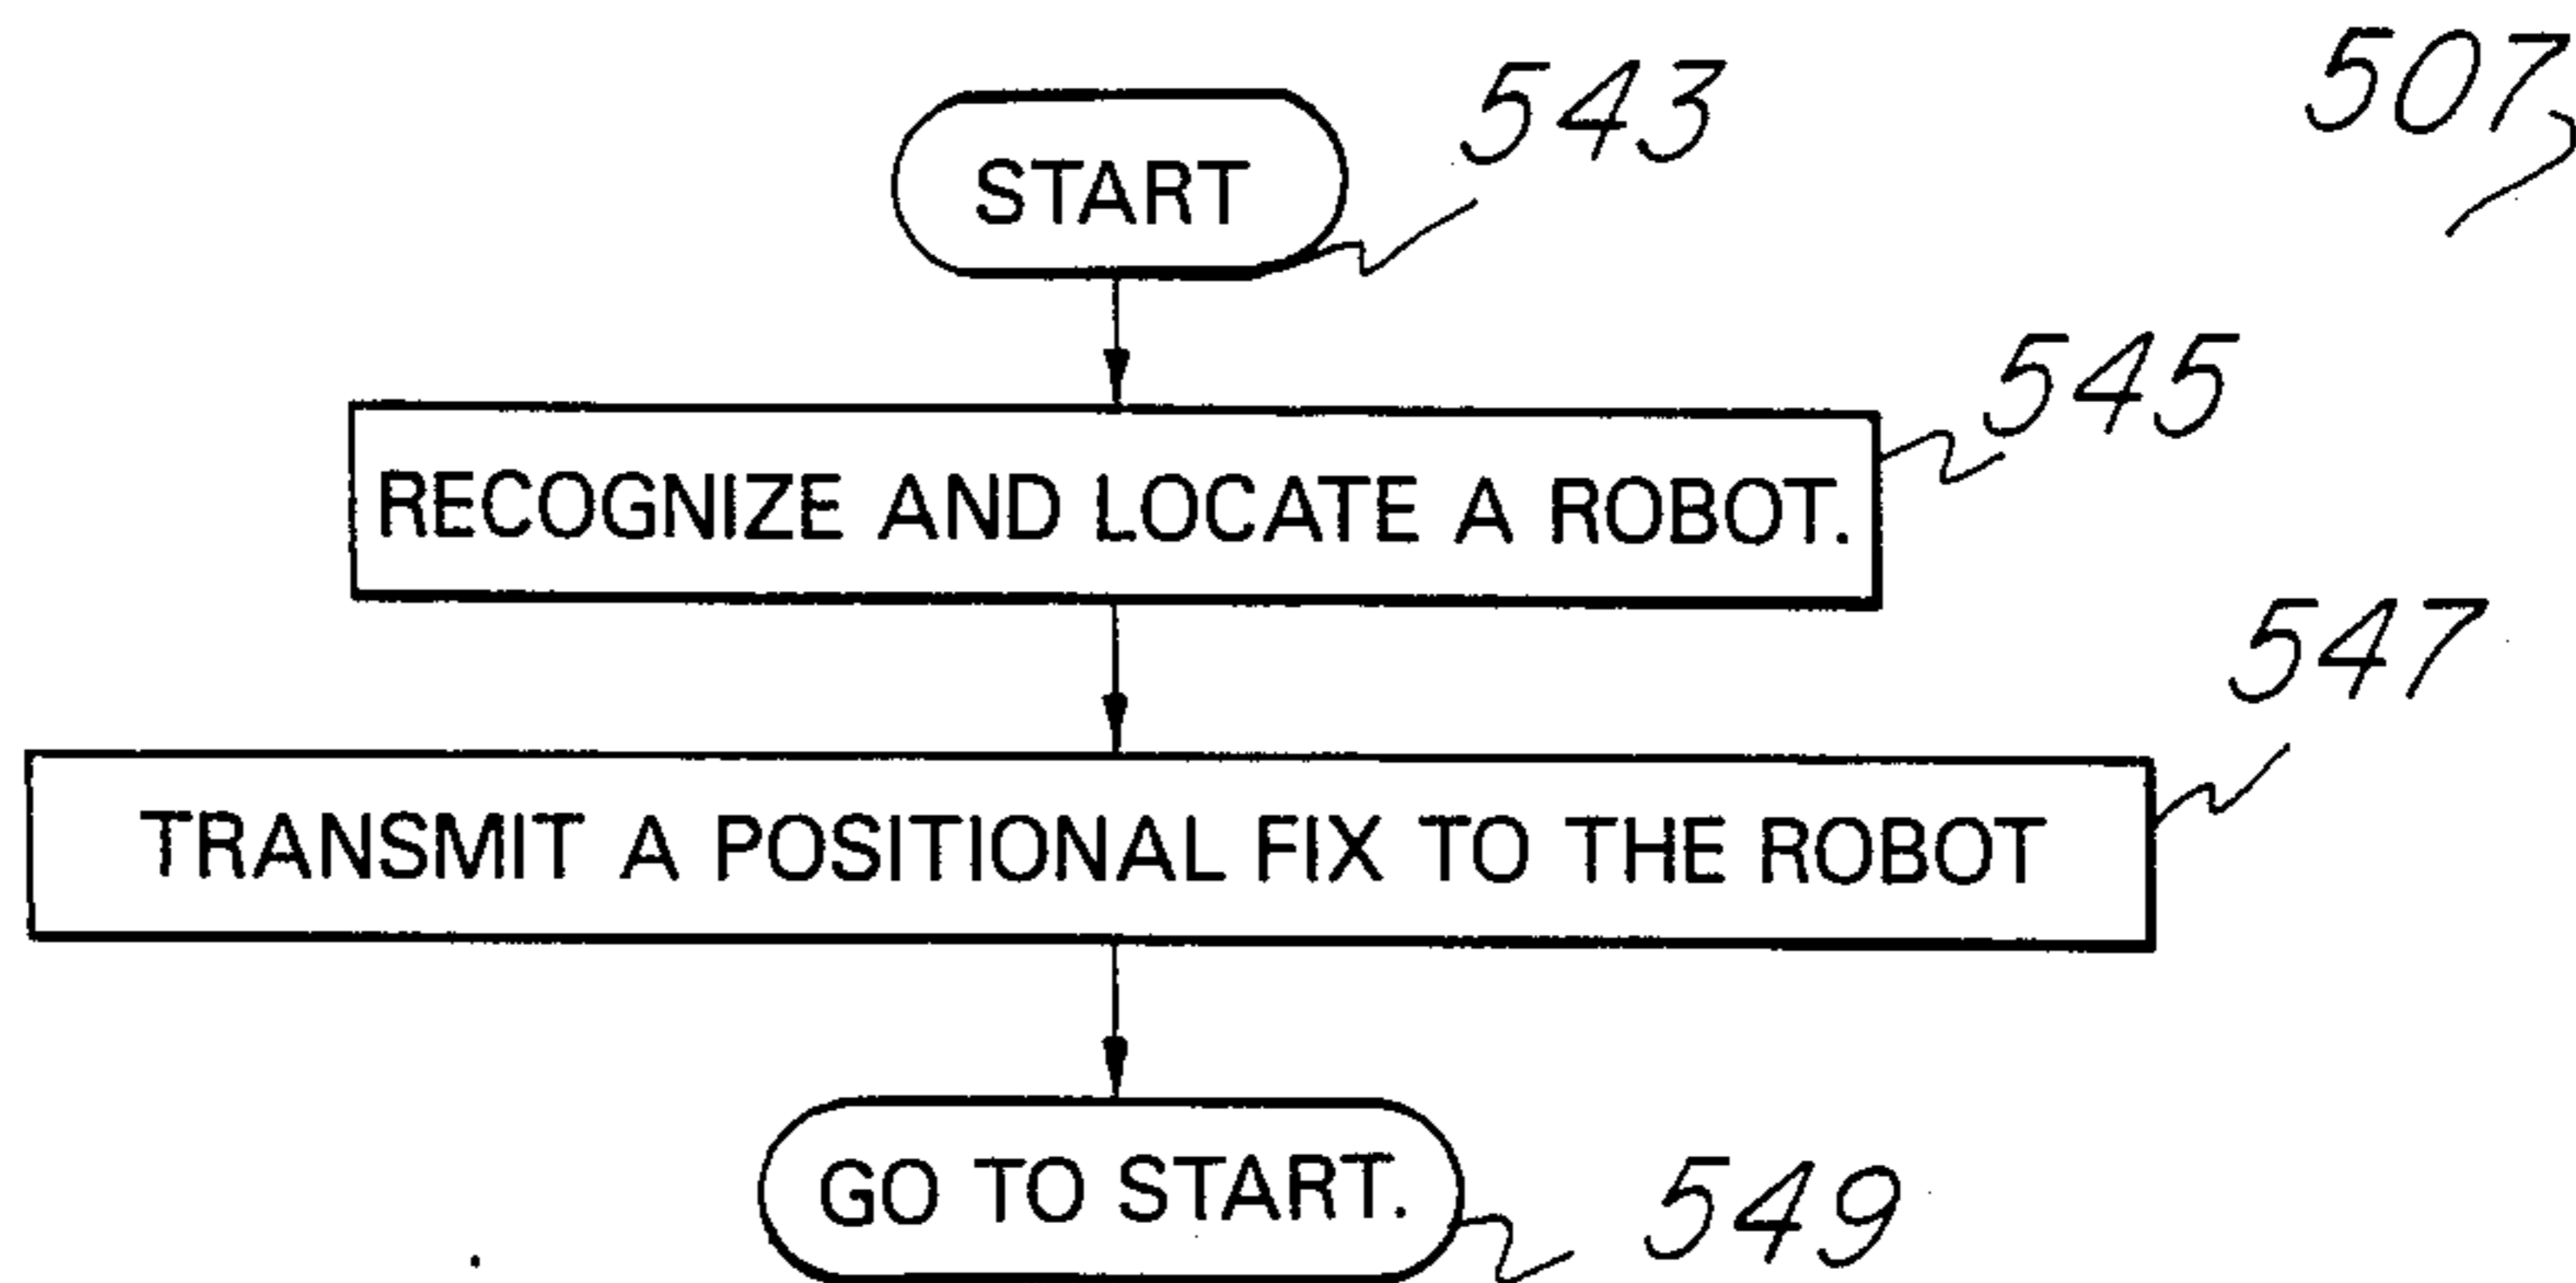 507
START
543
RECOGNIZE AND LOCATE A ROBOT.
545
TRANSMIT A POSITIONAL FIX TO THE ROBOT
547
GO TO START.
549